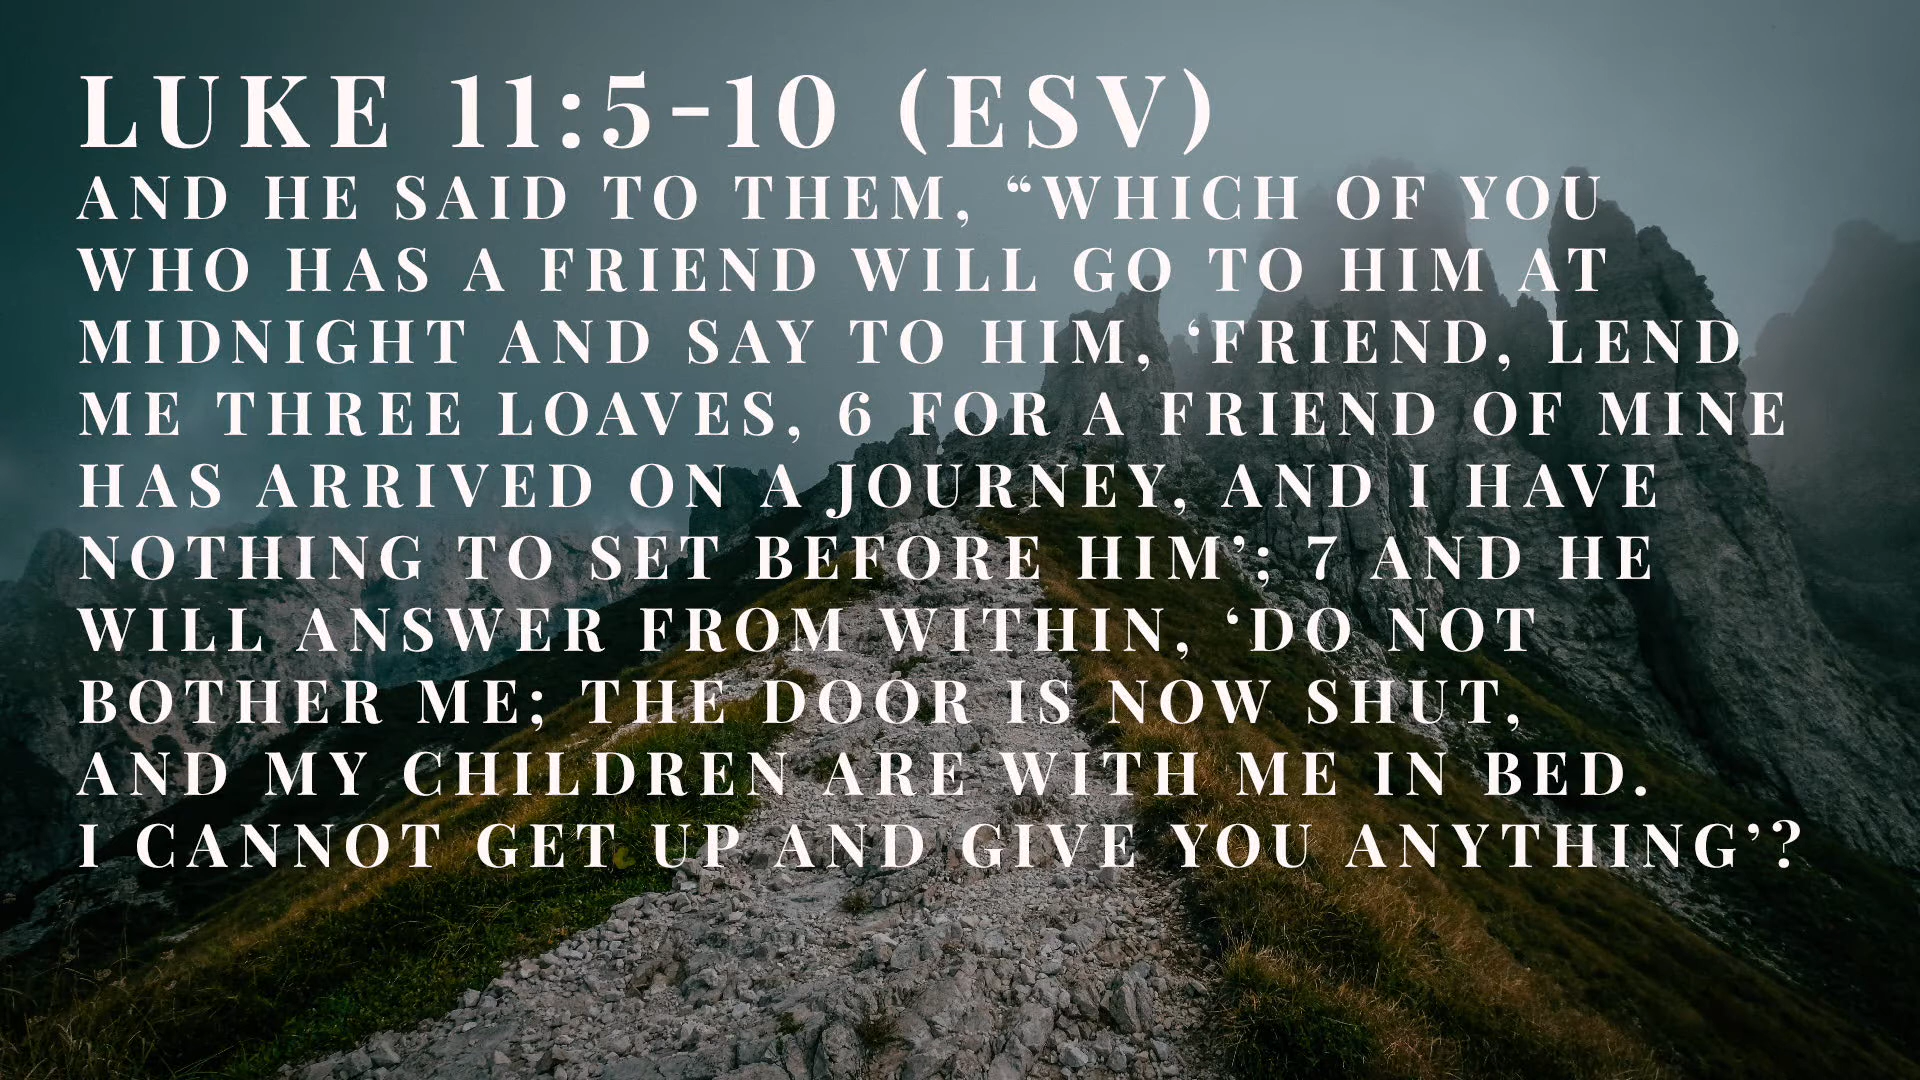 LUKE 11:5-10 (ESV)
AND HE SAID TO THEM, “WHICH OF YOU
WHO HAS A FRIEND WILL GO TO HIM AT
MIDNIGHT AND SAY TO HIM, ‘FRIEND, LEND
ME THREE LOAVES, 6 FOR A FRIEND OF MINE
HAS ARRIVED ON A JOURNEY, AND I HAVE
NOTHING TO SET BEFORE HIM’; 7 AND HE
WILL ANSWER FROM WITHIN, ‘DO NOT
BOTHER ME; THE DOOR IS NOW SHUT,
AND MY CHILDREN ARE WITH ME IN BED.
I CANNOT GET UP AND GIVE YOU ANYTHING’?